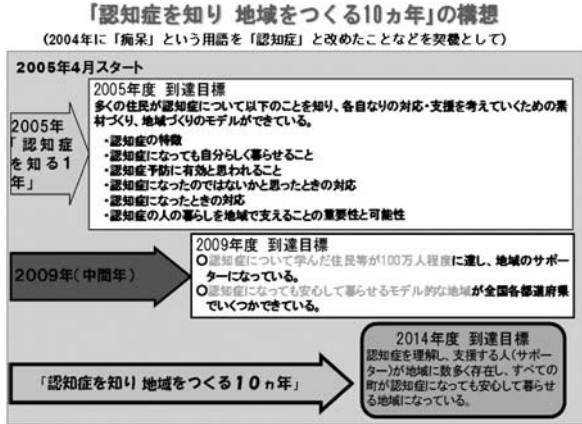 「認知症を知り 地域をつくる10ヵ年」の構想
(2004年に「痴呆」という用語を「認知症」と改めたことなどを契機として)
2005年4月スタート
2005年
「認知症
を知る1
年」
2005年度 到達目標
多くの住民が認知症について以下のことを知り、各自なりの対応・支援を考えていくための素
材づくり、地域づくりのモデルができている。
・認知症の特徴
・認知症になっても自分らしく暮らせること
・認知症予防に有効と思われること
・認知症になったのではないかと思ったときの対応
・認知症になったときの対応
・認知症の人の暮らしを地域で支えることの重要性と可能性
2009年(中間年)
2009年度 到達目標
○認知症について学んだ住民等が100万人程度に達し、地域のサポー
ターになっている。
○認知症になっても安心して暮らせるモデル的な地域が全国各都道府県
でいくつかできている。
「認知症を知り 地域をつくる10ヵ年」
2014年度 到達目標
認知症を理解し、支援する人(サポー
ター)が地域に数多く存在し、すべての
町が認知症になっても安心して暮らせ
る地域になっている。